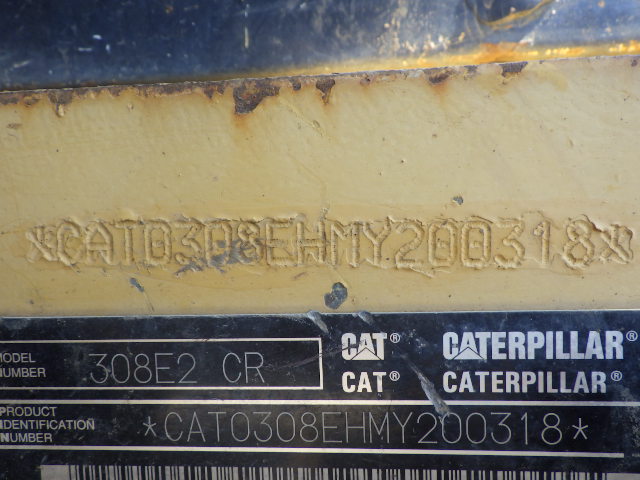 *CAT0308EHMY200318*
MODEL NUMBER 308E2 CR
CAT® CATERPILLAR®
CAT® CATERPILLAR®
PRODUCT
IDENTIFICATION
NUMBER
*CAT0308EHMY200318*